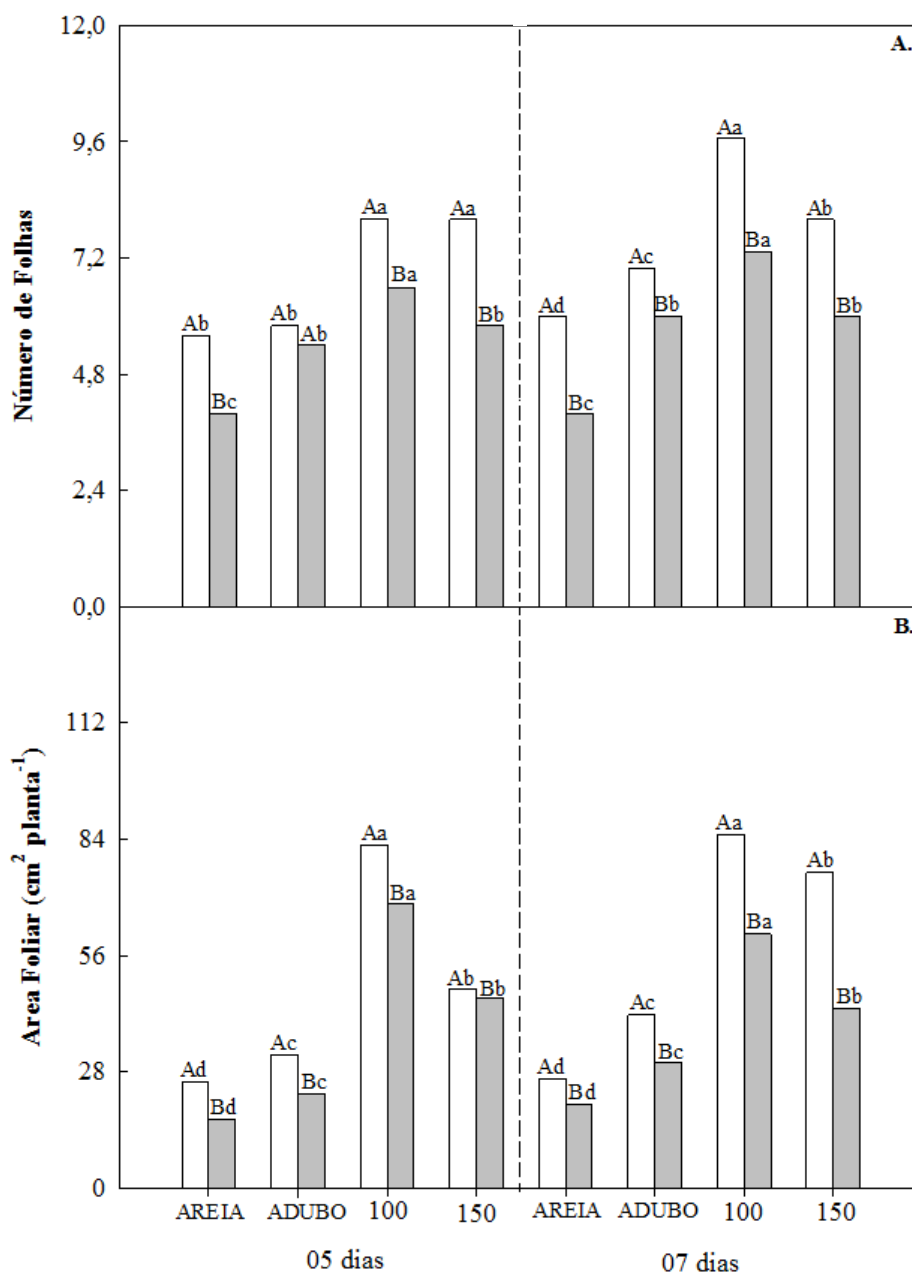 12,0
A.
9,6
7,2
4,8
2,4
0,0
Número de Folhas
Ab
Bc
Ab
Ab
Aa
Ba
Aa
Bb
Ad
Bc
Ac
Bb
Aa
Ba
Ab
Bb
B.
112
84
56
28
0
Area Foliar (cm² planta⁻¹)
Ad
Bd
Ac
Bc
Aa
Ba
Ab
Bb
Ad
Bd
Ac
Bc
Aa
Ba
Ab
Bb
AREIA ADUBO 100 150 AREIA ADUBO 100 150
05 dias 07 dias